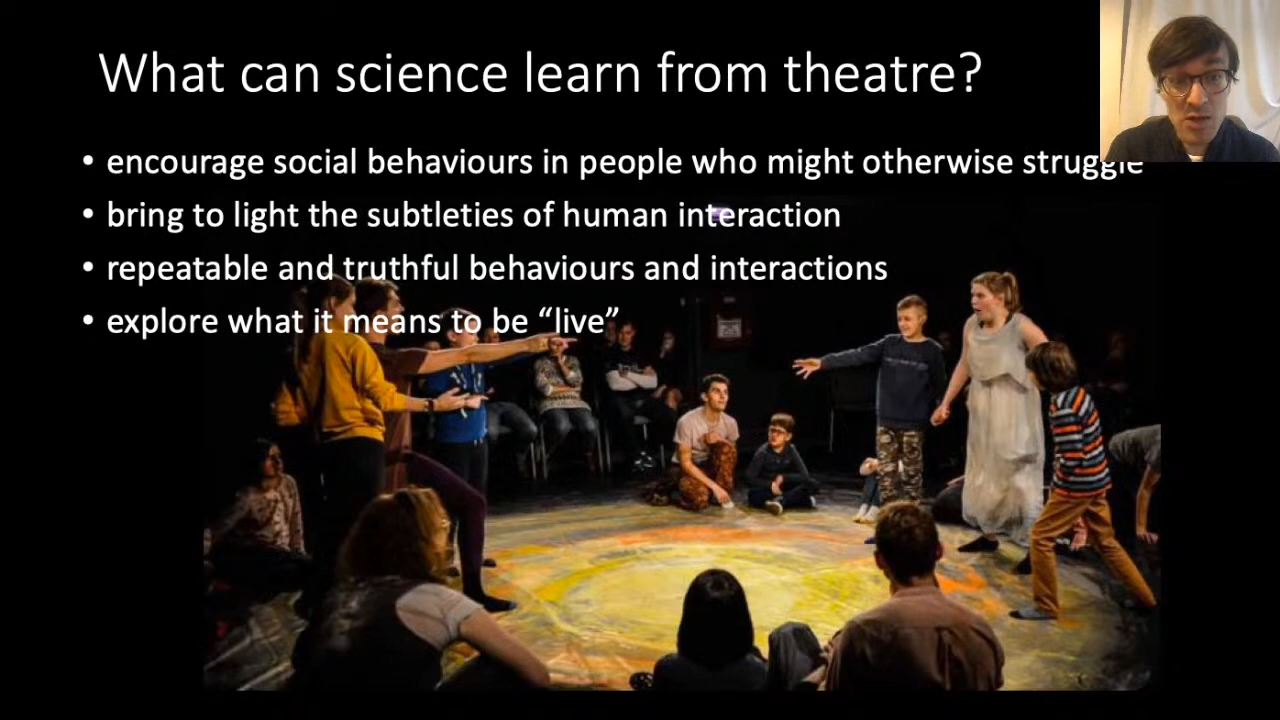 What can science learn from theatre?
• encourage social behaviours in people who might otherwise struggle
• bring to light the subtleties of human interaction
• repeatable and truthful behaviours and interactions
• explore what it means to be “live”